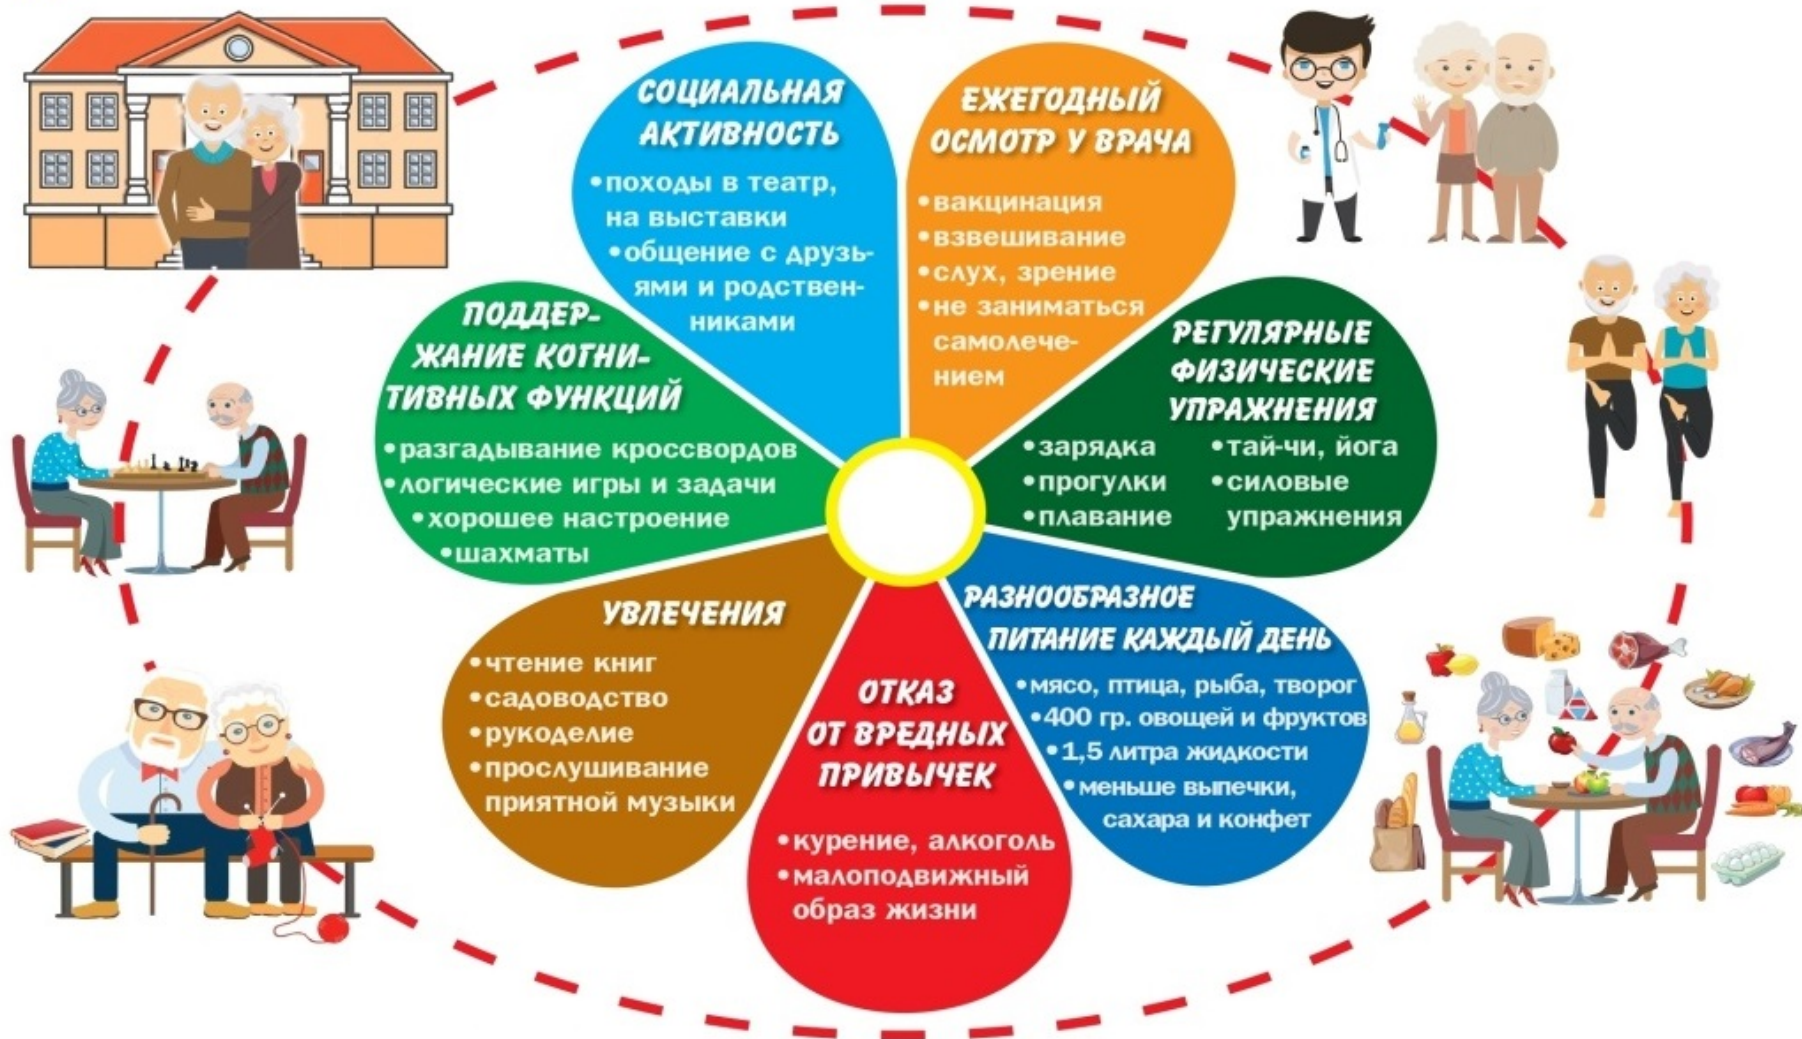 СОЦИАЛЬНАЯ
АКТИВНОСТЬ
•походы в театр,
на выставки
•общение с друзь-
ями и родствен-
никами
ЕЖЕГОДНЫЙ
ОСМОТР У ВРАЧА
•вакцинация
•взвешивание
•слух, зрение
•не заниматься
самолече-
нием
РЕГУЛЯРНЫЕ
ФИЗИЧЕСКИЕ
УПРАЖНЕНИЯ
•зарядка
•прогулки
•плавание
•тай-чи, йога
•силовые
упражнения
РАЗНООБРАЗНОЕ
ПИТАНИЕ КАЖДЫЙ ДЕНЬ
•мясо, птица, рыба, творог
•400 гр. овощей и фруктов
•1,5 литра жидкости
•меньше выпечки,
сахара и конфет
ОТКАЗ
ОТ ВРЕДНЫХ
ПРИВЫЧЕК
•курение, алкоголь
•малоподвижный
образ жизни
УВЛЕЧЕНИЯ
•чтение книг
•садоводство
•рукоделие
•прослушивание
приятной музыки
ПОДДЕР-
ЖАНИЕ КОГНИ-
ТИВНЫХ ФУНКЦИЙ
•разгадывание кроссвордов
•логические игры и задачи
•хорошее настроение
•шахматы